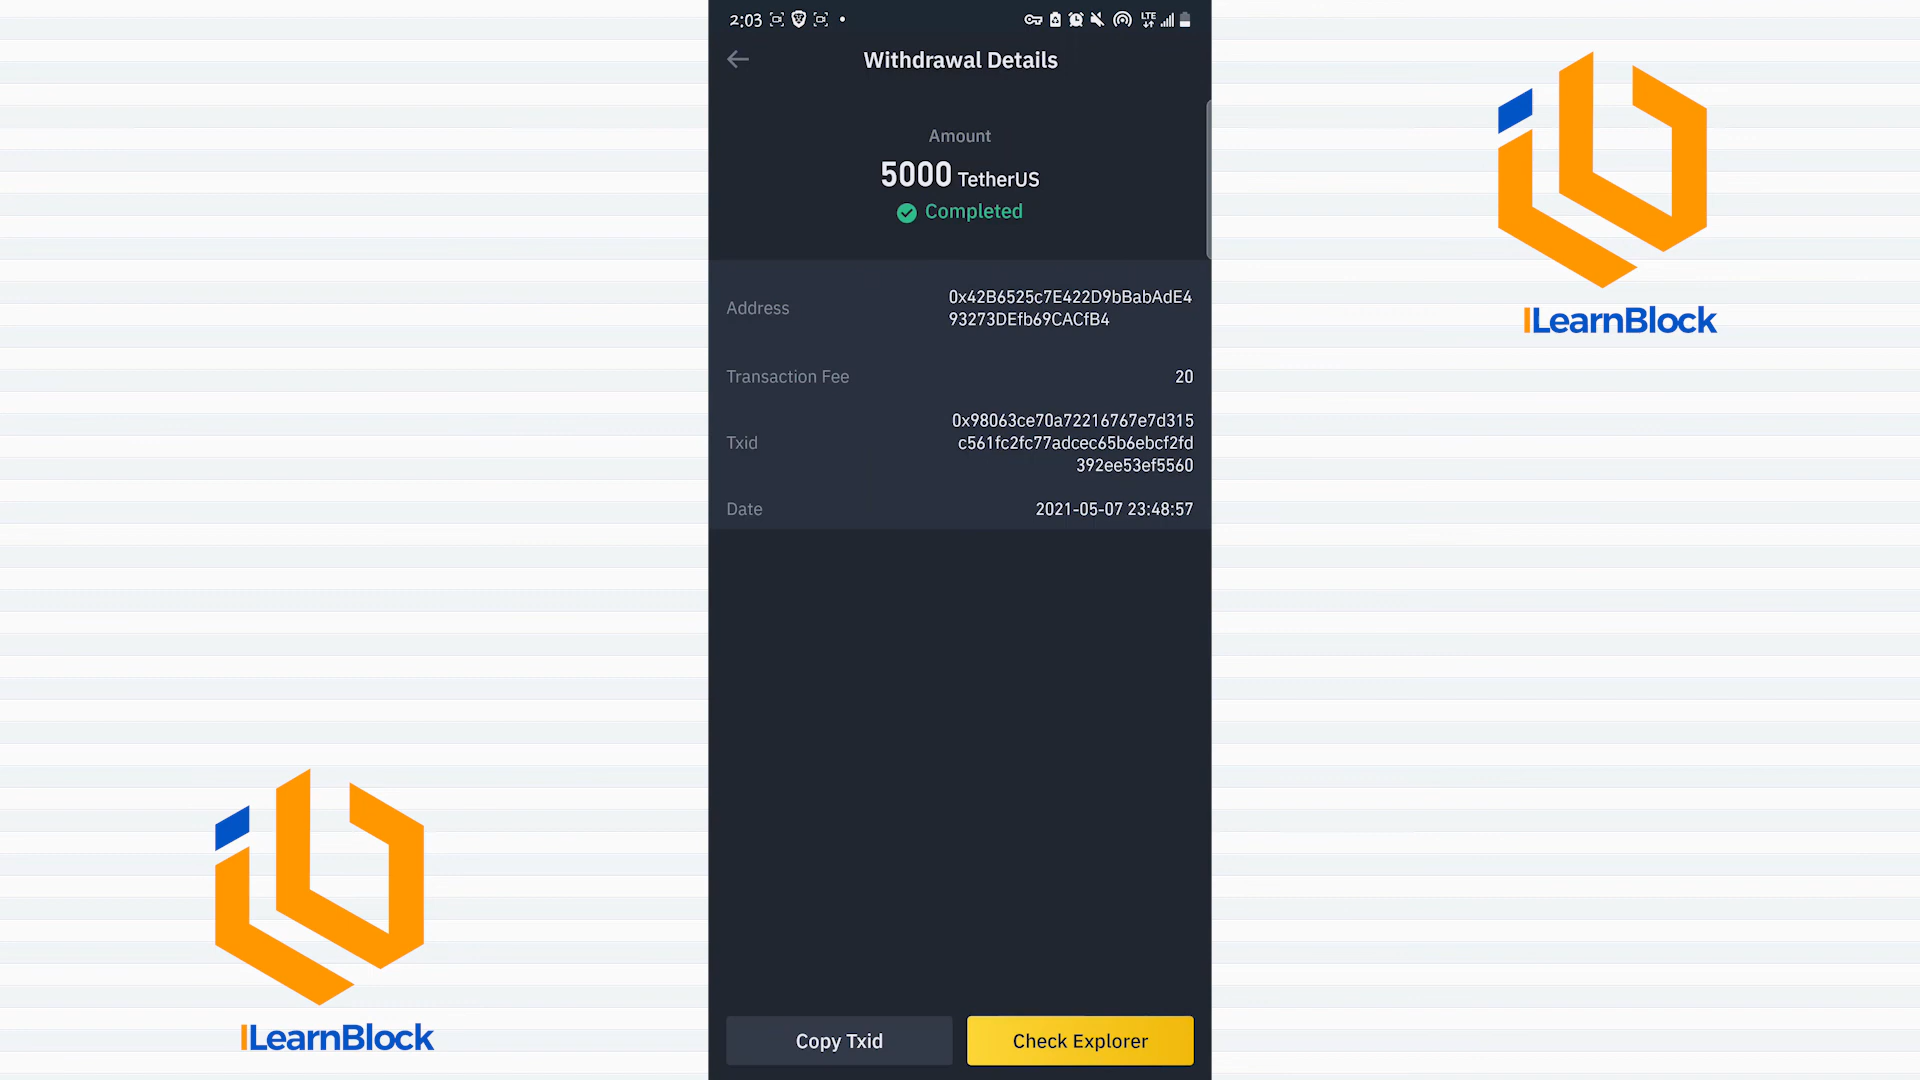 2:03
LTE
Withdrawal Details
Amount
5000 TetherUS
Completed
Address
0x42B6525c7E422D9bBabAdE4
93273DEfb69CACfB4
Transaction Fee
20
Txid
0x98063ce70a72216767e7d315
c561fc2fc77adcec65b6ebcf2fd
392ee53ef5560
Date
2021-05-07 23:48:57
Copy Txid
Check Explorer
ILearnBlock
ILearnBlock